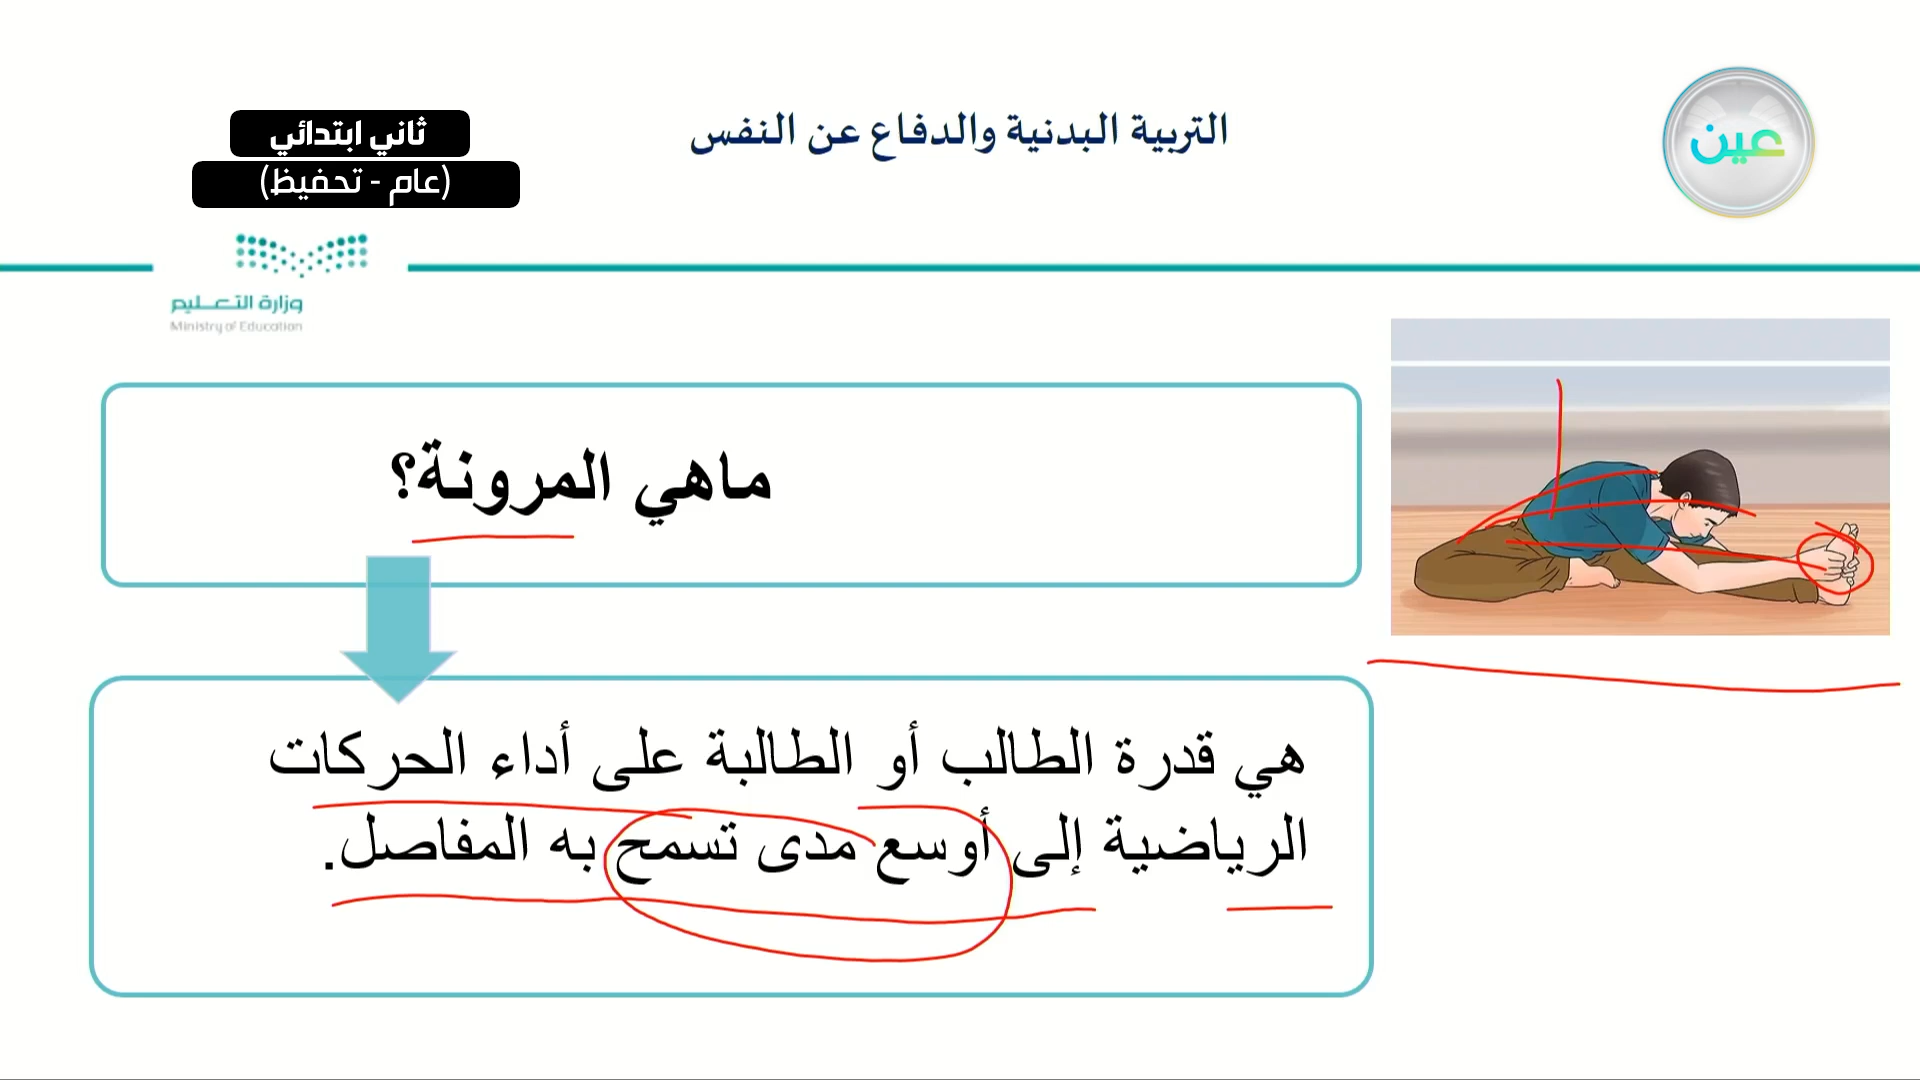 التربية البدنية والدفاع عن النفس
عين
ثاني ابتدائي
(عام - تحفيظ)
وزارة التعليم
Ministry of Education
ماهي المرونة؟
هي قدرة الطالب أو الطالبة على أداء الحركات
الرياضية إلى أوسع مدى تسمح به المفاصل.